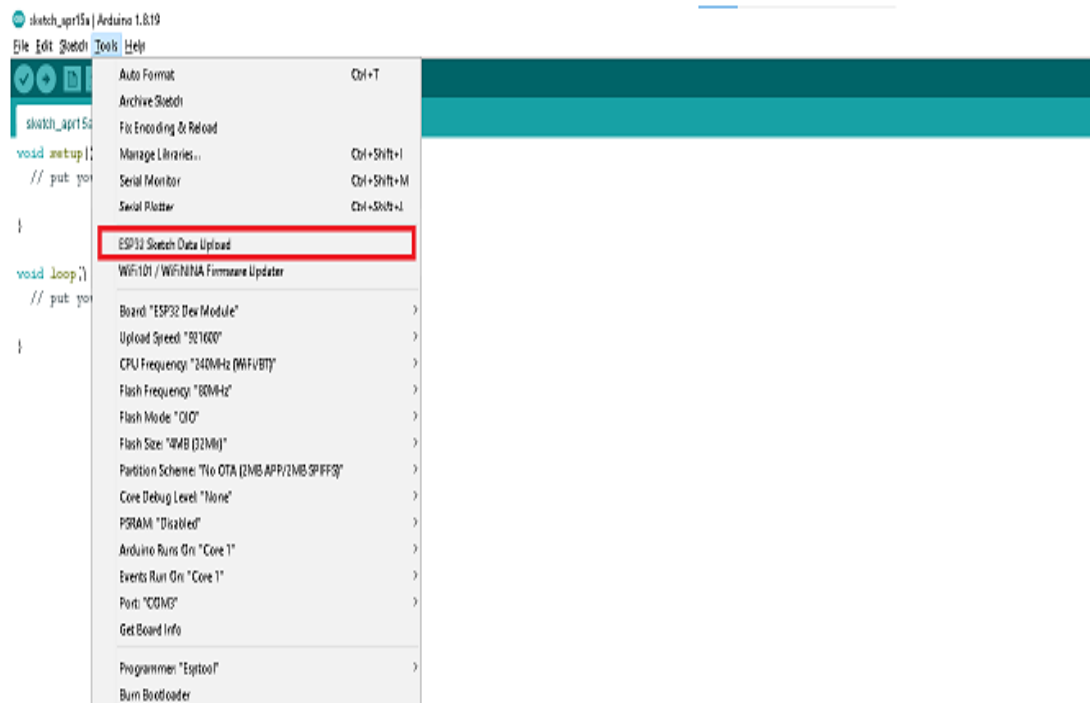 sketch_apr15a | Arduino 1.8.19
File Edit Sketch Tools Help
Auto Format Ctrl+T
Archive Sketch
Fix Encoding & Reload
sketch_apr15a
Manage Libraries... Ctrl+Shift+I
void setup()
Serial Monitor Ctrl+Shift+M
// put you
Serial Plotter Ctrl+Shift+L
}
ESP32 Sketch Data Upload
WiFi101 / WiFiNINA Firmware Updater
void loop()
// put you
Board: "ESP32 Dev Module"
Upload Speed: "921600"
}
CPU Frequency: "240MHz (WiFi/BT)"
Flash Frequency: "80MHz"
Flash Mode: "QIO"
Flash Size: "4MB (32Mb)"
Partition Scheme: "No OTA (2MB APP/2MB SPIFFS)"
Core Debug Level: "None"
PSRAM: "Disabled"
Arduino Runs On: "Core 1"
Events Run On: "Core 1"
Port: "COM3"
Get Board Info
Programmer: "Esptool"
Burn Bootloader